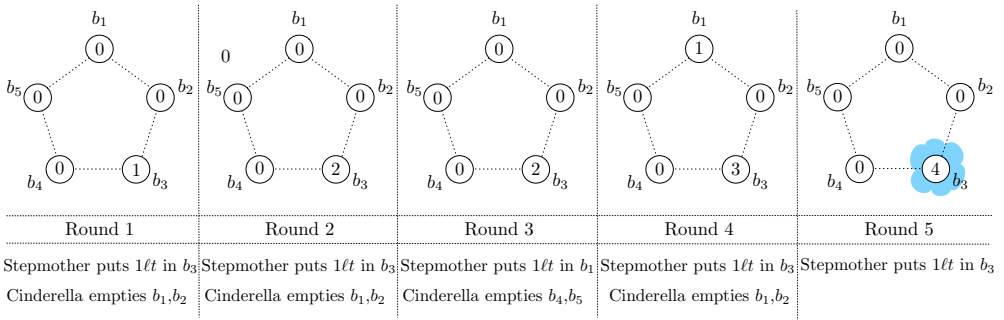 b₁ b₁ b₁ b₁ b₁
0 0 0 0 1 0
b₅ 0 0 b₂ b₅ 0 0 b₂ b₅ 0 0 b₂ b₅ 0 0 b₂ b₅ 0 0 b₂
0 1 0 2 0 2 0 3 0 4
b₄ b₃ b₄ b₃ b₄ b₃ b₄ b₃ b₄ b₃
Round 1 Round 2 Round 3 Round 4 Round 5
Stepmother puts 1ℓt in b₃ Stepmother puts 1ℓt in b₃ Stepmother puts 1ℓt in b₁ Stepmother puts 1ℓt in b₃ Stepmother puts 1ℓt in b₃
Cinderella empties b₁,b₂ Cinderella empties b₁,b₂ Cinderella empties b₄,b₅ Cinderella empties b₁,b₂